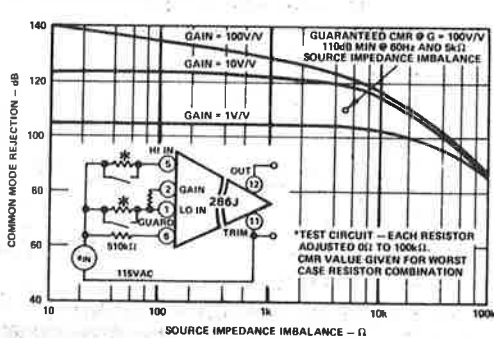 140
120
100
80
60
40
COMMON MODE REJECTION – dB
GAIN = 100V/V
GAIN = 10V/V
GAIN = 1V/V
GUARANTEED CMR @ G = 100V/V
110dB MIN @ 60Hz AND 5kΩ
SOURCE IMPEDANCE IMBALANCE
*
HI IN
5
2
GAIN
*
1
LO IN
GUARD
6
510kΩ
286J
OUT
12
11
TRIM
eIN
115VAC
*TEST CIRCUIT – EACH RESISTOR
ADJUSTED 0Ω TO 100kΩ.
CMR VALUE GIVEN FOR WORST
CASE RESISTOR COMBINATION
10
100
1k
10k
100k
SOURCE IMPEDANCE IMBALANCE – Ω